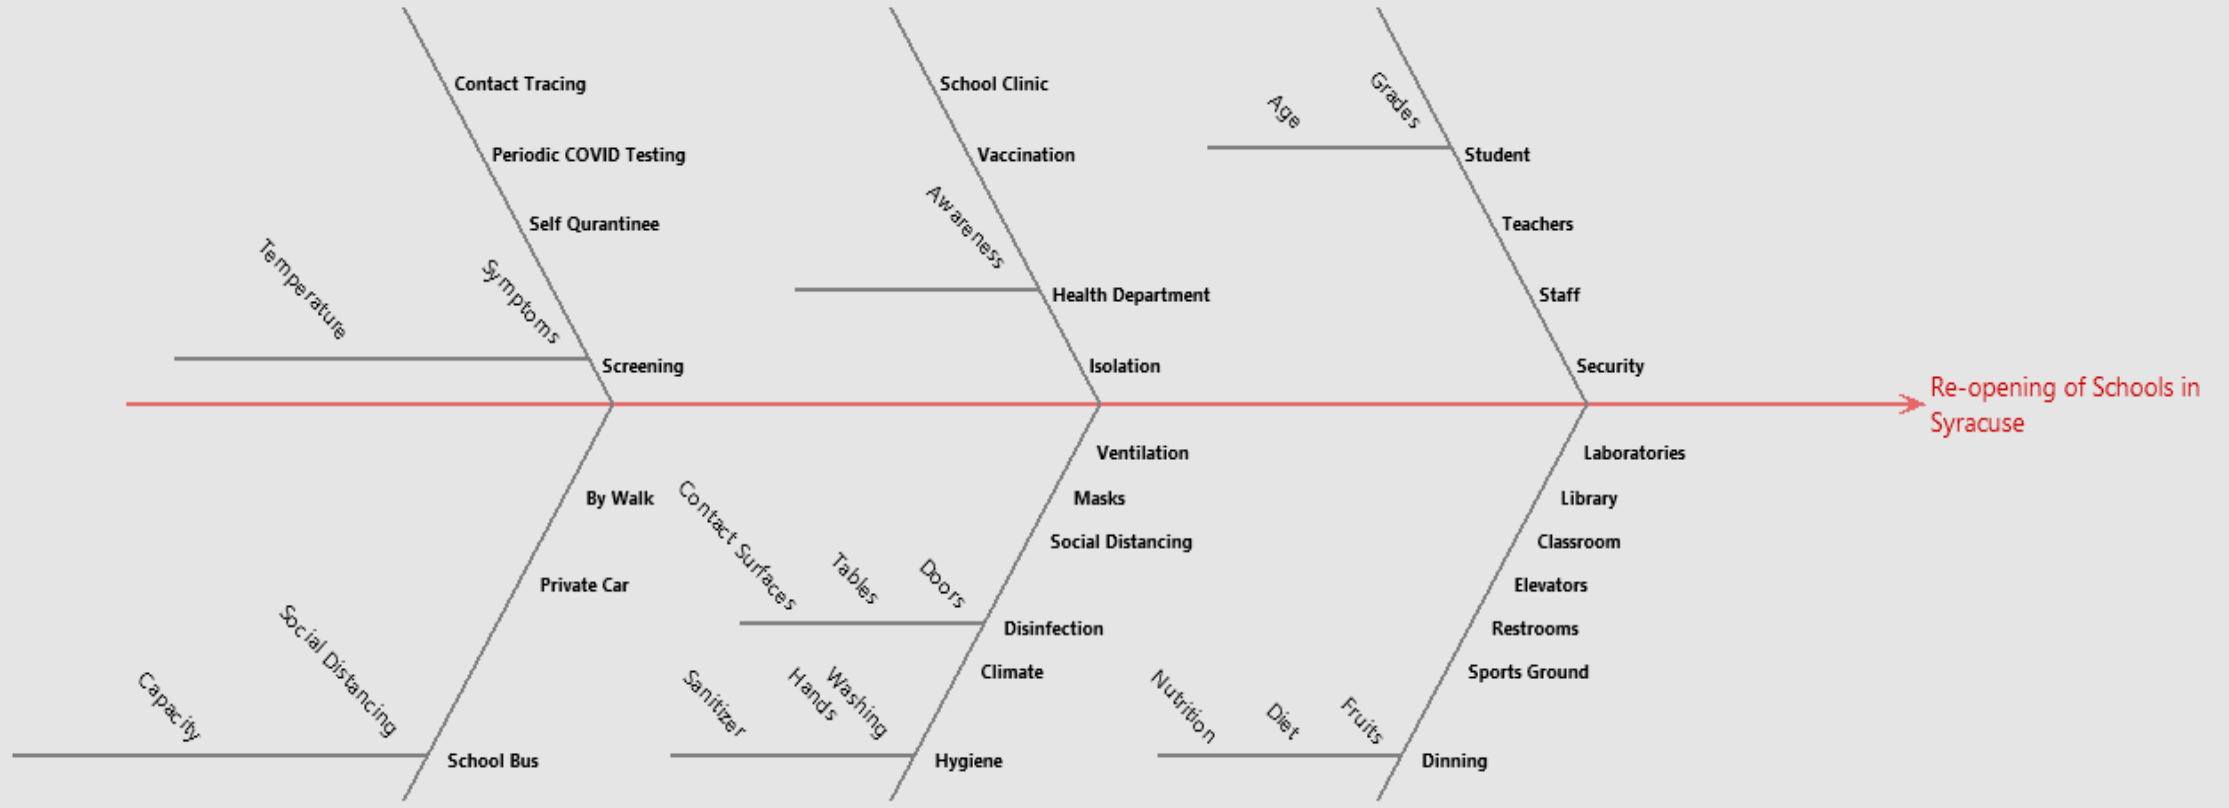 Contact Tracing
Periodic COVID Testing
Self Qurantinee
Temperature
Symptoms
Screening
School Clinic
Vaccination
Awareness
Health Department
Isolation
Age
Grades
Student
Teachers
Staff
Security
Re-opening of Schools in
Syracuse
By Walk
Private Car
Capacity
Social Distancing
School Bus
Ventilation
Masks
Social Distancing
Contact Surfaces
Tables
Doors
Disinfection
Climate
Sanitizer
Washing
Hands
Hygiene
Laboratories
Library
Classroom
Elevators
Restrooms
Sports Ground
Nutrition
Diet
Fruits
Dinning